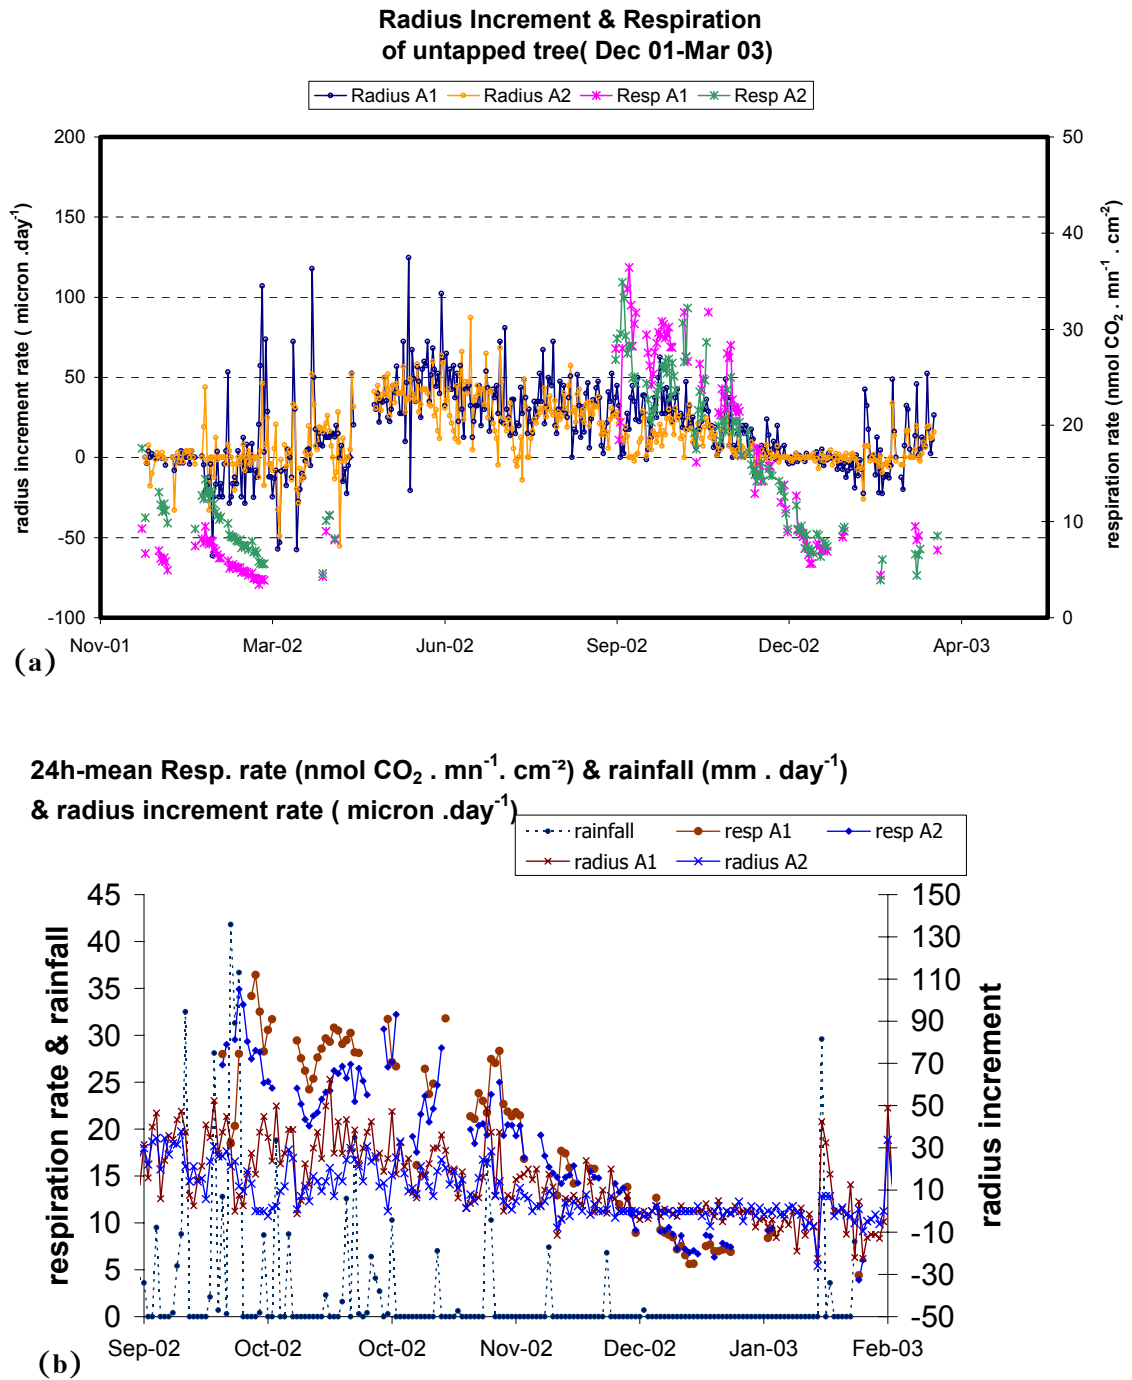 Radius Increment & Respiration
of untapped tree( Dec 01-Mar 03)
Radius A1 Radius A2 Resp A1 Resp A2
radius increment rate ( micron .day⁻¹)
200
150
100
50
0
-50
-100
50
40
30
20
10
0
respiration rate (nmol CO₂ . mn⁻¹ . cm⁻²)
Nov-01 Mar-02 Jun-02 Sep-02 Dec-02 Apr-03
(a)
24h-mean Resp. rate (nmol CO₂ . mn⁻¹. cm⁻²) & rainfall (mm . day⁻¹)
& radius increment rate ( micron .day⁻¹)
rainfall resp A1 resp A2
radius A1 radius A2
respiration rate & rainfall
45
40
35
30
25
20
15
10
5
0
150
130
110
90
70
50
30
10
-10
-30
-50
radius increment
Sep-02 Oct-02 Oct-02 Nov-02 Dec-02 Jan-03 Feb-03
(b)